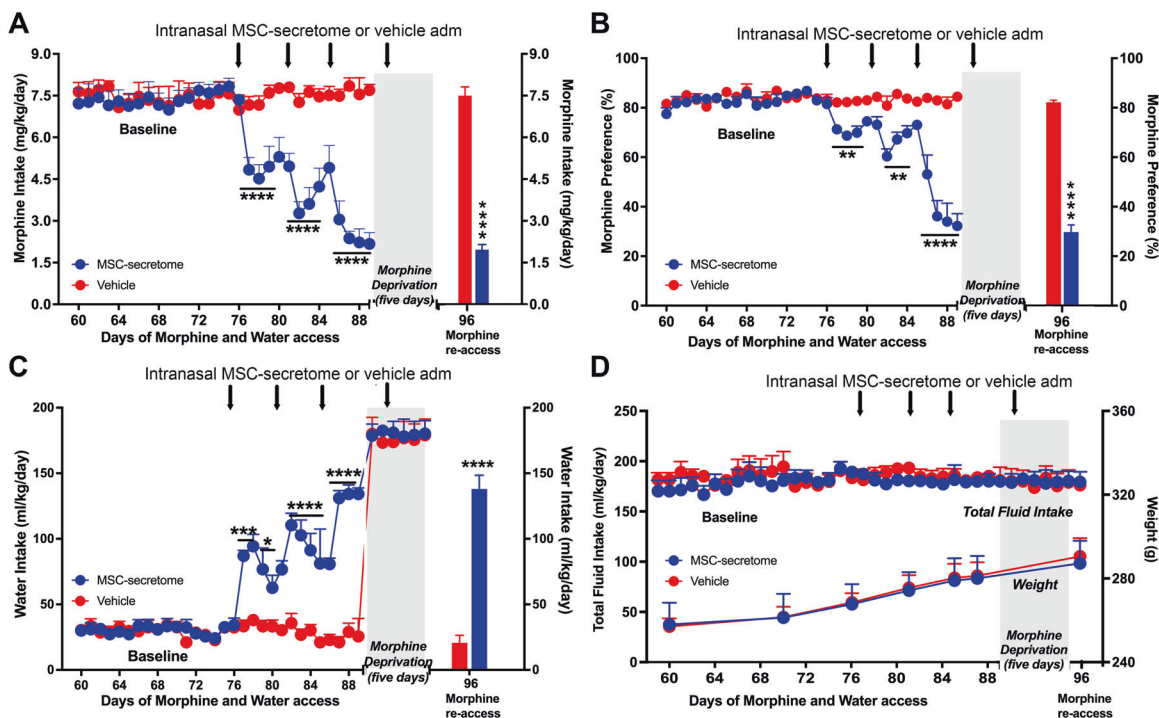 A
Intranasal MSC-secretome or vehicle adm
9.0
7.5
6.0
4.5
3.0
1.5
0.0
Morphine Intake (mg/kg/day)
Baseline
****
****
****
MSC-secretome
Vehicle
Morphine
Deprivation
(five days)
60 64 68 72 76 80 84 88
Days of Morphine and Water access
9.0
7.5
6.0
4.5
3.0
1.5
0.0
Morphine Intake (mg/kg/day)
****
96
Morphine
re-access
B
Intranasal MSC-secretome or vehicle adm
100
80
60
40
20
0
Morphine Preference (%)
Baseline
**
**
****
MSC-secretome
Vehicle
Morphine
Deprivation
(five days)
60 64 68 72 76 80 84 88
Days of Morphine and Water access
100
80
60
40
20
0
Morphine Preference (%)
****
96
Morphine
re-access
C
Intranasal MSC-secretome or vehicle adm
200
150
100
50
0
Water Intake (ml/kg/day)
Baseline
***
*
****
****
MSC-secretome
Vehicle
Morphine
Deprivation
(five days)
60 64 68 72 76 80 84 88
Days of Morphine and Water access
200
150
100
50
0
Water Intake (ml/kg/day)
****
96
Morphine
re-access
D
Intranasal MSC-secretome or vehicle adm
250
200
150
100
50
0
Total Fluid Intake (ml/kg/day)
Baseline
Total Fluid Intake
MSC-secretome
Vehicle
Weight
Morphine
Deprivation
(five days)
60 64 68 72 76 80 84 88
Days of Morphine and Water access
360
320
280
240
Weight (g)
96
Morphine
re-access